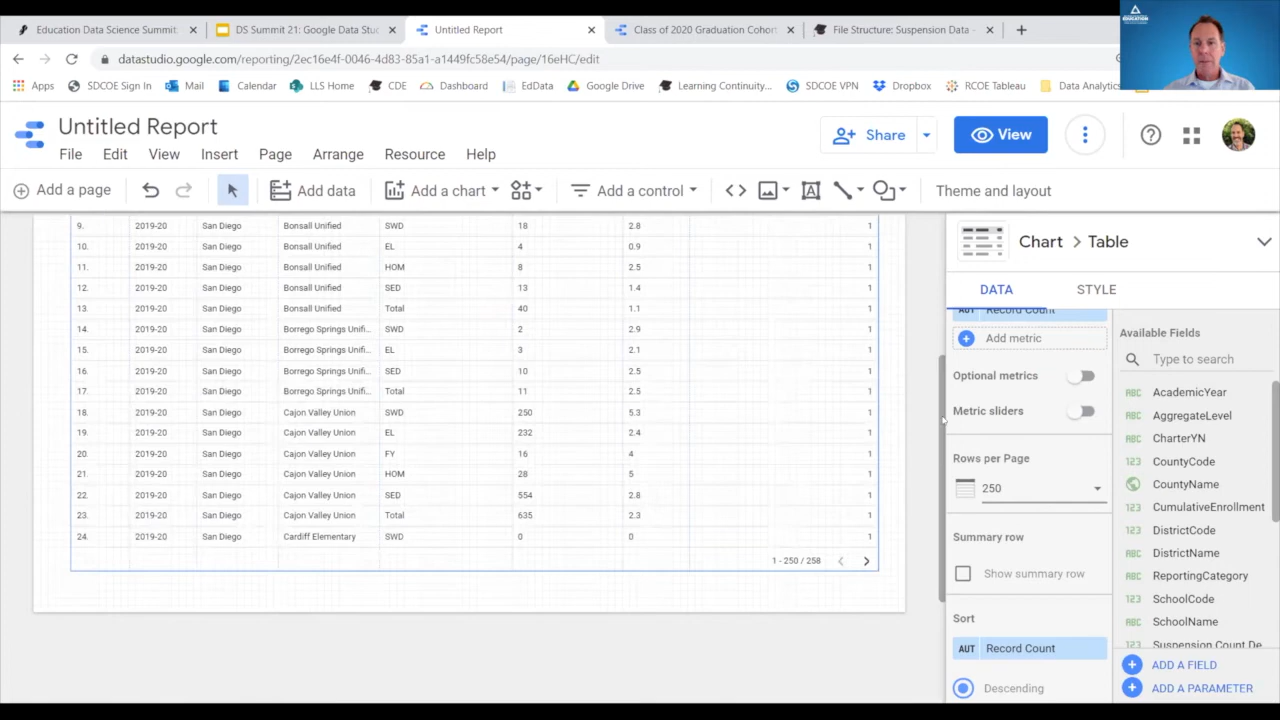 Education Data Science Summit
DS Summit 21: Google Data Stu
Untitled Report
Class of 2020 Graduation Cohort
File Structure: Suspension Data -
EDUCATION
datastudio.google.com/reporting/2ec16e4f-0046-4d83-85a1-a1449fc58e54/page/16eHC/edit
Apps SDCOE Sign In Mail Calendar LLS Home CDE Dashboard EdData Google Drive Learning Continuity... SDCOE VPN Dropbox RCOE Tableau Data Analytics
Untitled Report
Share View
File Edit View Insert Page Arrange Resource Help
Add a page Add data Add a chart Add a control Theme and layout
9. 2019-20 San Diego Bonsall Unified SWD 18 2.8 1
10. 2019-20 San Diego Bonsall Unified EL 4 0.9 1
11. 2019-20 San Diego Bonsall Unified HOM 8 2.5 1
12. 2019-20 San Diego Bonsall Unified SED 13 1.4 1
13. 2019-20 San Diego Bonsall Unified Total 40 1.1 1
14. 2019-20 San Diego Borrego Springs Unifi... SWD 2 2.9 1
15. 2019-20 San Diego Borrego Springs Unifi... EL 3 2.1 1
16. 2019-20 San Diego Borrego Springs Unifi... SED 10 2.5 1
17. 2019-20 San Diego Borrego Springs Unifi... Total 11 2.5 1
18. 2019-20 San Diego Cajon Valley Union SWD 250 5.3 1
19. 2019-20 San Diego Cajon Valley Union EL 232 2.4 1
20. 2019-20 San Diego Cajon Valley Union FY 16 4 1
21. 2019-20 San Diego Cajon Valley Union HOM 28 5 1
22. 2019-20 San Diego Cajon Valley Union SED 554 2.8 1
23. 2019-20 San Diego Cajon Valley Union Total 635 2.3 1
24. 2019-20 San Diego Cardiff Elementary SWD 0 0 1
1 - 250 / 258
Chart > Table
DATA STYLE
AUT Record Count
Add metric
Optional metrics
Metric sliders
Rows per Page
250
Summary row
Show summary row
Sort
AUT Record Count
Descending
Available Fields
Type to search
ABC AcademicYear
ABC AggregateLevel
ABC CharterYN
123 CountyCode
CountyName
123 CumulativeEnrollment
123 DistrictCode
ABC DistrictName
ABC ReportingCategory
123 SchoolCode
ABC SchoolName
123 Suspension Count De
ADD A FIELD
ADD A PARAMETER